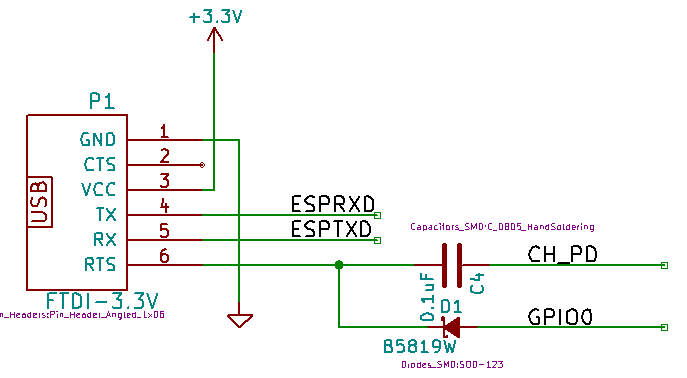 +3.3V
P1
GND 1
CTS 2
VCC 3
USB
TX 4
ESPRXD
RX 5
ESPTXD
RTS 6
Capacitors_SMD:C_0805_HandSoldering
CH_PD
0.1uF
C4
FTDI-3.3V
n_Headers:Pin_Header_Angled_1x06
D1
GPIO0
B5819W
Diodes_SMD:SOD-123